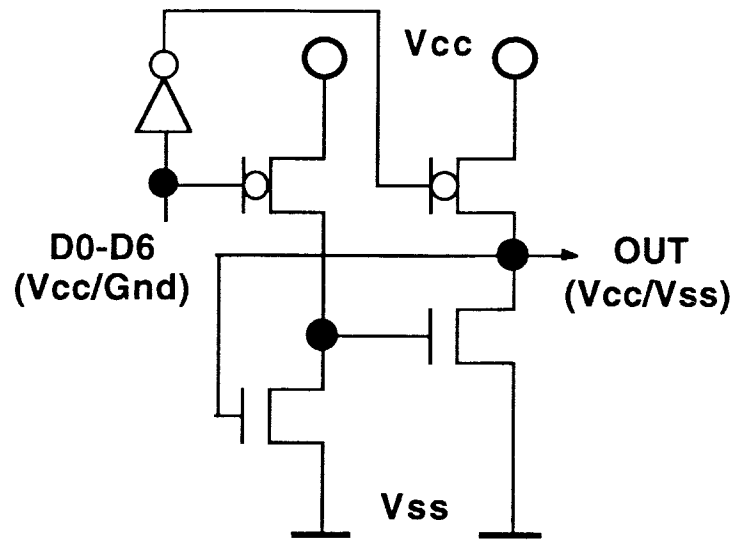 Vcc
D0-D6
(Vcc/Gnd)
OUT
(Vcc/Vss)
Vss